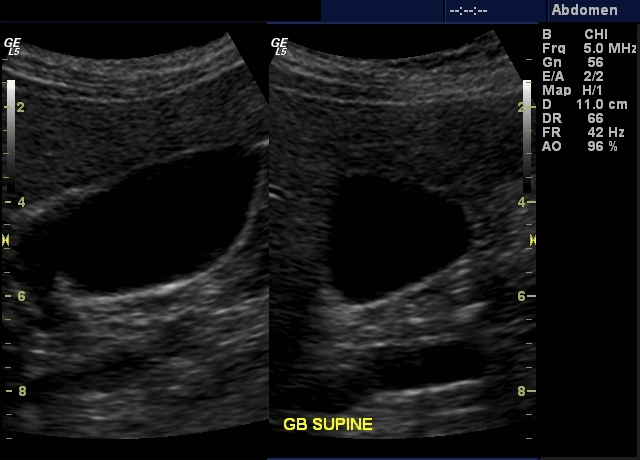 --:--:--
Abdomen
GE
L5
GE
L5
B CHI
Frq 5.0 MHz
Gn 56
E/A 2/2
Map H/1
D 11.0 cm
DR 66
FR 42 Hz
AO 96 %
2
2
4
4
6
6
8
8
GB SUPINE